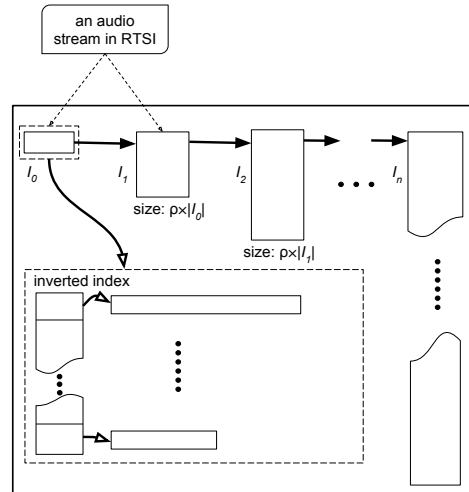 an audio
stream in RTSI
I₀
I₁
I₂
Iₙ
size: ρ×|I₀|
size: ρ×|I₁|
inverted index